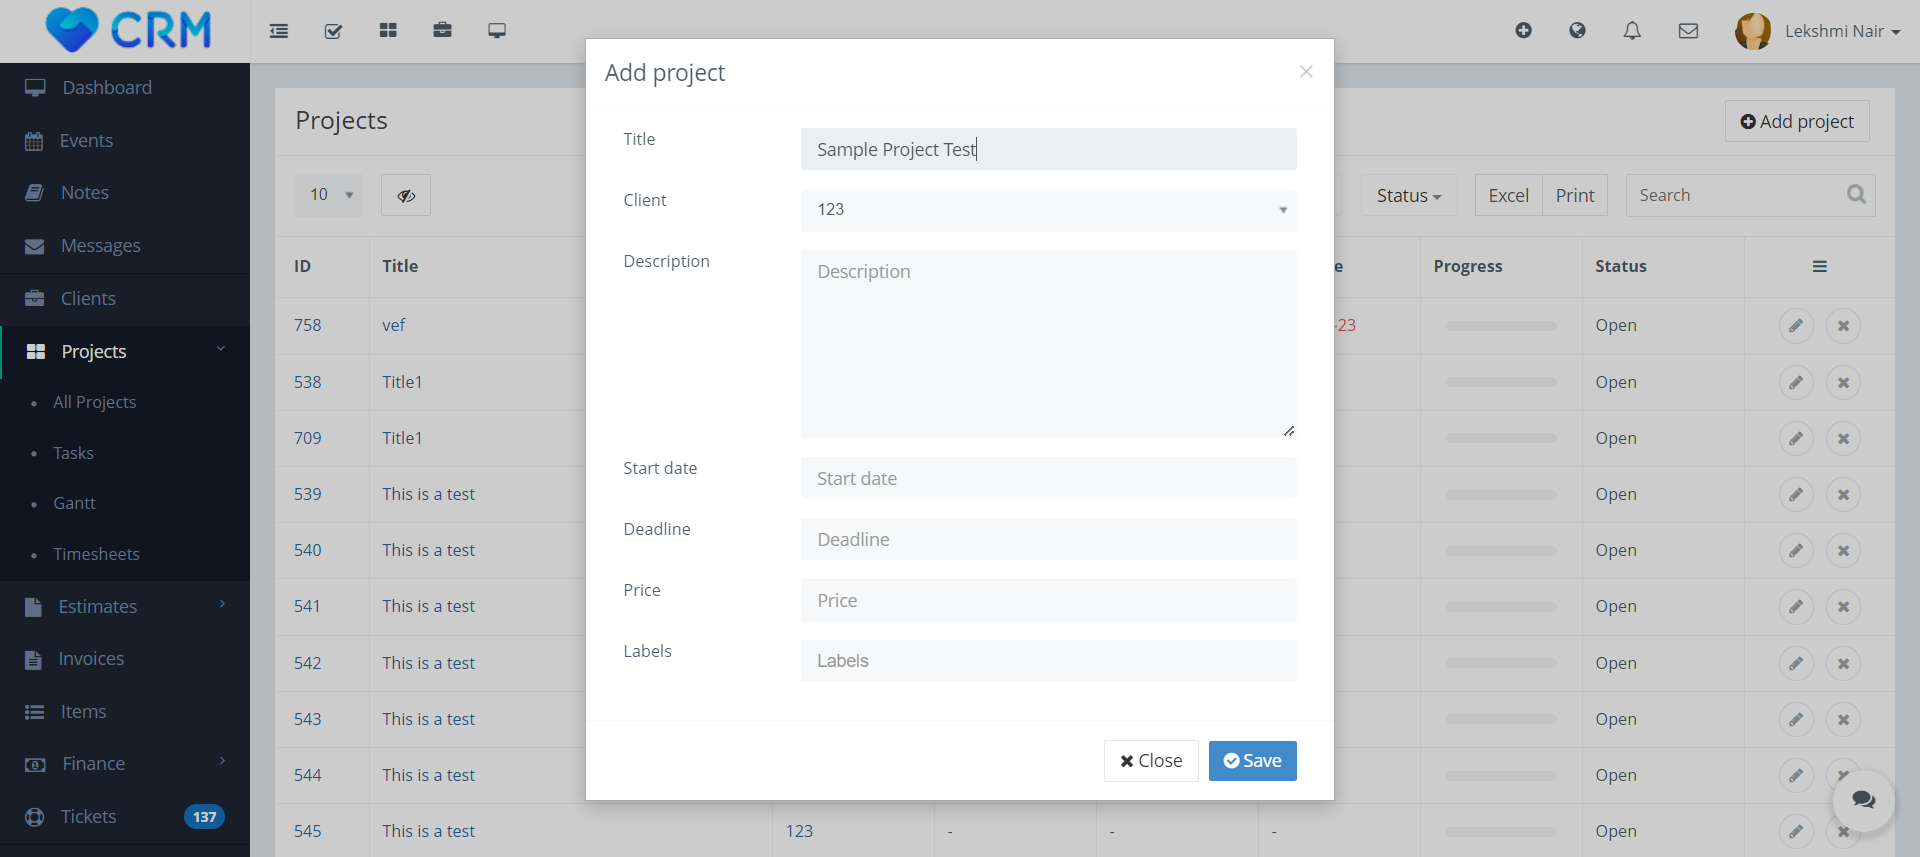 CRM
Lekshmi Nair
Dashboard
Events
Notes
Messages
Clients
Projects
All Projects
Tasks
Gantt
Timesheets
Estimates
Invoices
Items
Finance
Tickets 137
Projects
Add project
10
Status
Excel
Print
Search
ID Title e Progress Status
758 vef -23 Open
538 Title1 Open
709 Title1 Open
539 This is a test Open
540 This is a test Open
541 This is a test Open
542 This is a test Open
543 This is a test Open
544 This is a test Open
545 This is a test 123 - - - Open
Add project
Title
Sample Project Test
Client
123
Description
Description
Start date
Start date
Deadline
Deadline
Price
Price
Labels
Labels
Close
Save